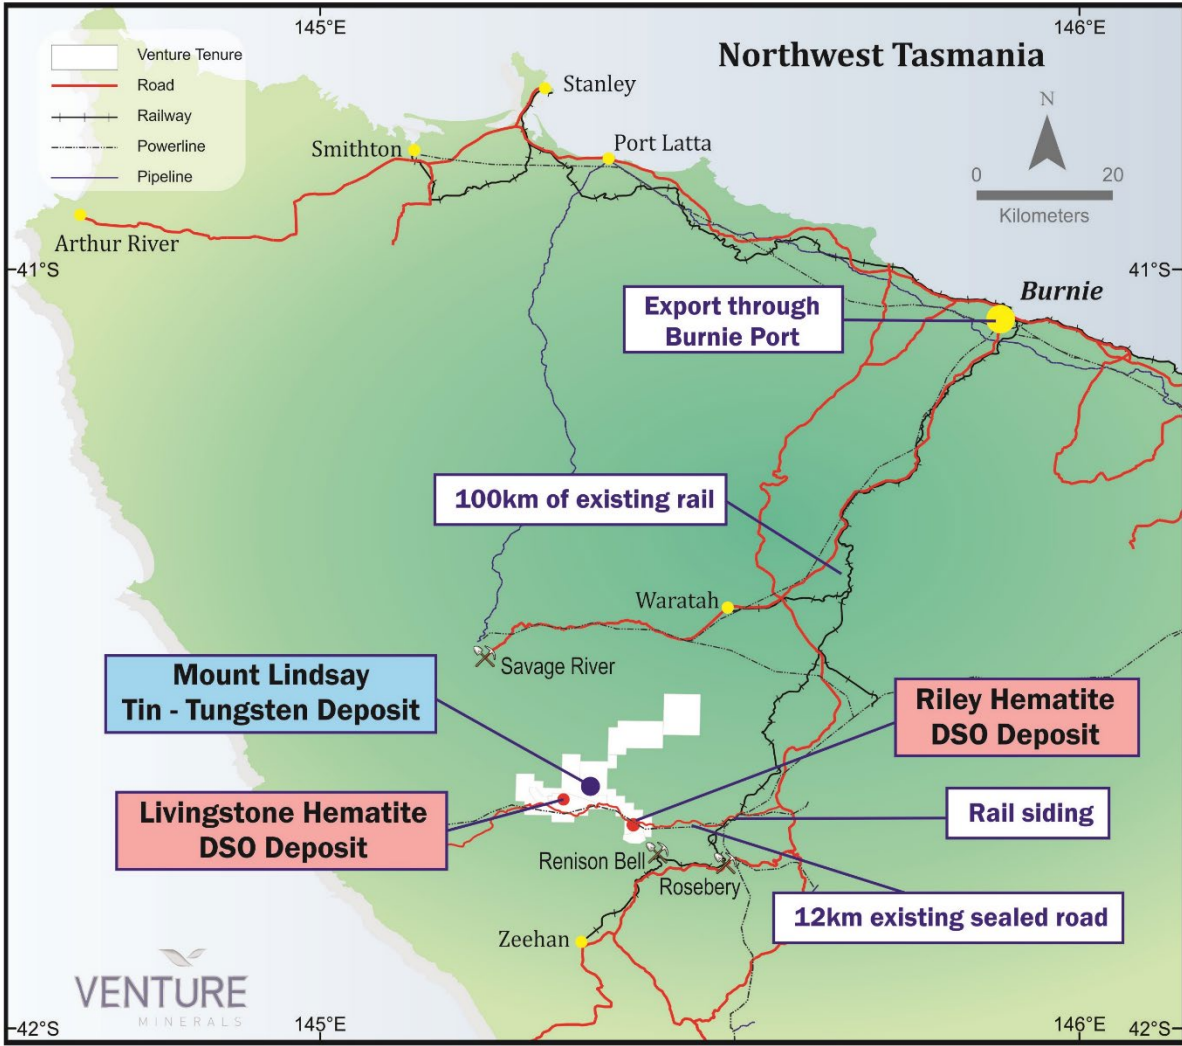 145°E
146°E
Northwest Tasmania
Venture Tenure
Road
Railway
Powerline
Pipeline
N
0 20
Kilometers
Stanley
Smithton
Port Latta
Arthur River
41°S
41°S
Burnie
Export through
Burnie Port
100km of existing rail
Waratah
Savage River
Mount Lindsay
Tin - Tungsten Deposit
Riley Hematite
DSO Deposit
Livingstone Hematite
DSO Deposit
Rail siding
Renison Bell
Rosebery
12km existing sealed road
Zeehan
VENTURE
MINERALS
42°S
145°E
146°E
42°S